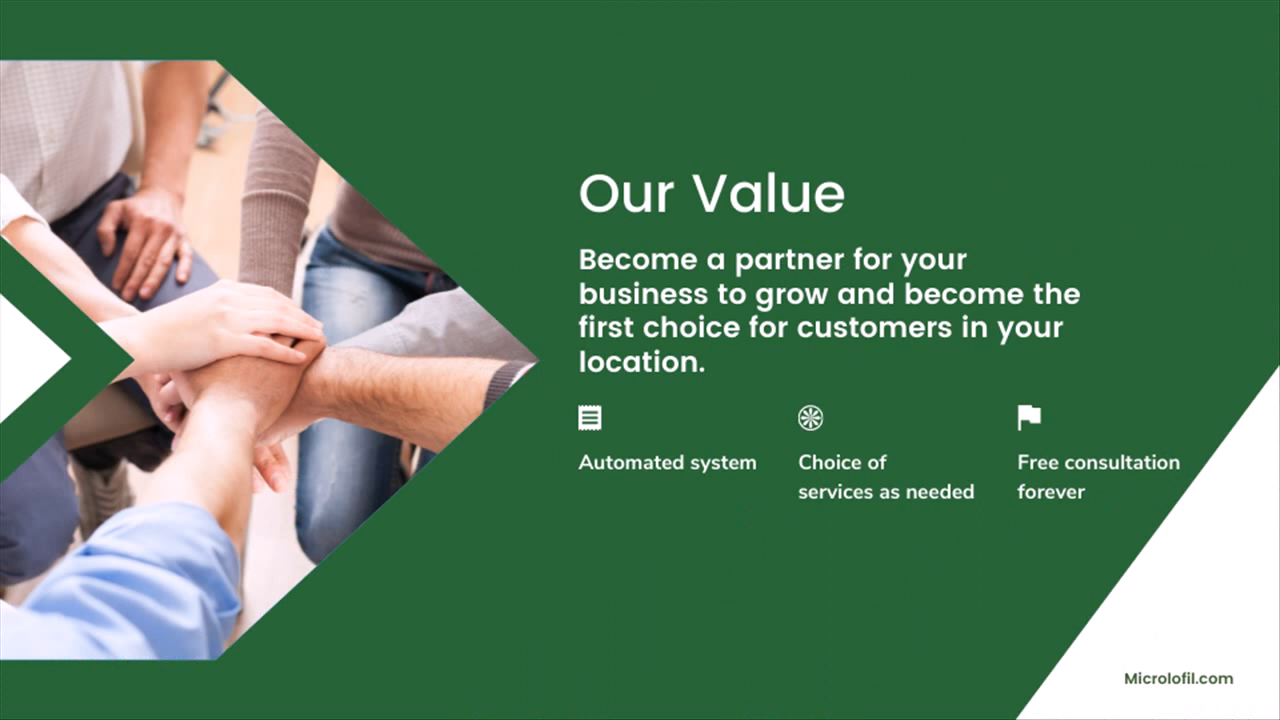 Our Value
Become a partner for your
business to grow and become the
first choice for customers in your
location.
Automated system
Choice of
services as needed
Free consultation
forever
Microlofil.com